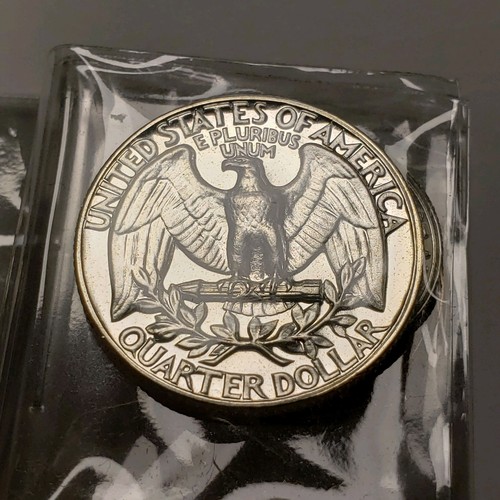 UNITED STATES OF AMERICA
E PLURIBUS
UNUM
QUARTER DOLLAR